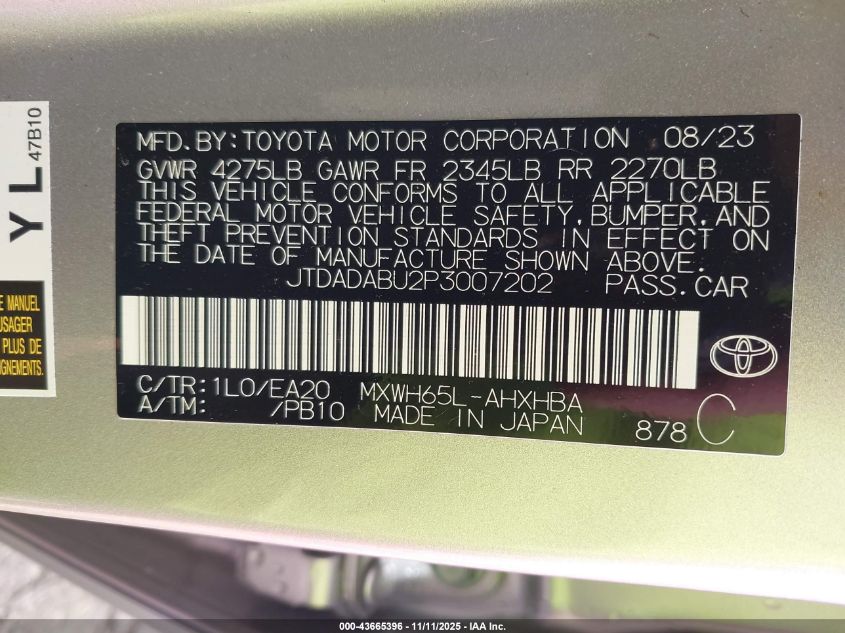 YL
47B10
E MANUEL
USAGER
PLUS DE
IGNEMENTS.
MFD.BY:TOYOTA MOTOR CORPORATION 08/23
GVWR 4275LB GAWR FR 2345LB RR 2270LB
THIS VEHICLE CONFORMS TO ALL APPLICABLE
FEDERAL MOTOR VEHICLE SAFETY,BUMPER,AND
THEFT PREVENTION STANDARDS IN EFFECT ON
THE DATE OF MANUFACTURE SHOWN ABOVE.
JTDADABU2P3007202 PASS.CAR
C/TR:1L0/EA20 MXWH65L-AHXHBA
A/TM: /PB10 MADE IN JAPAN 878 C
000-43665396 - 11/11/2025 - IAA Inc.